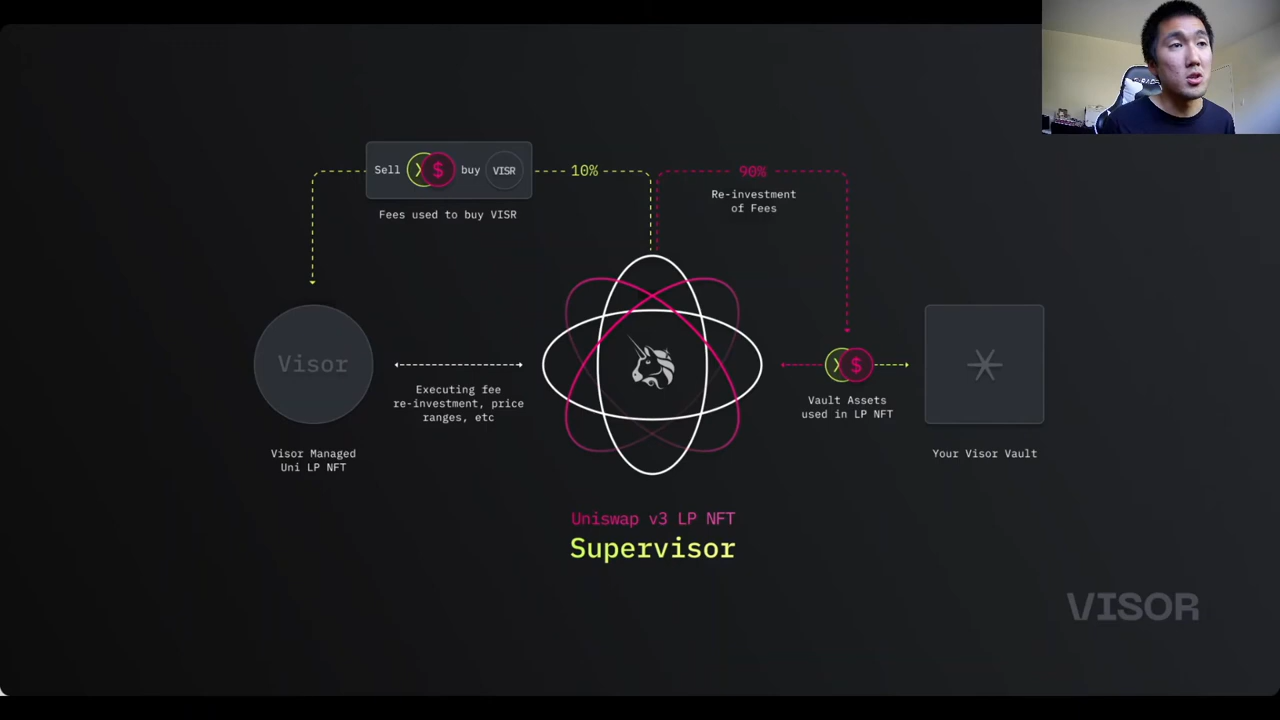 Sell $ buy VISR
10%
90%
Fees used to buy VISR
Re-investment
of Fees
Visor
$
Executing fee
re-investment, price
ranges, etc
Vault Assets
used in LP NFT
Visor Managed
Uni LP NFT
Your Visor Vault
Uniswap v3 LP NFT
Supervisor
VISOR